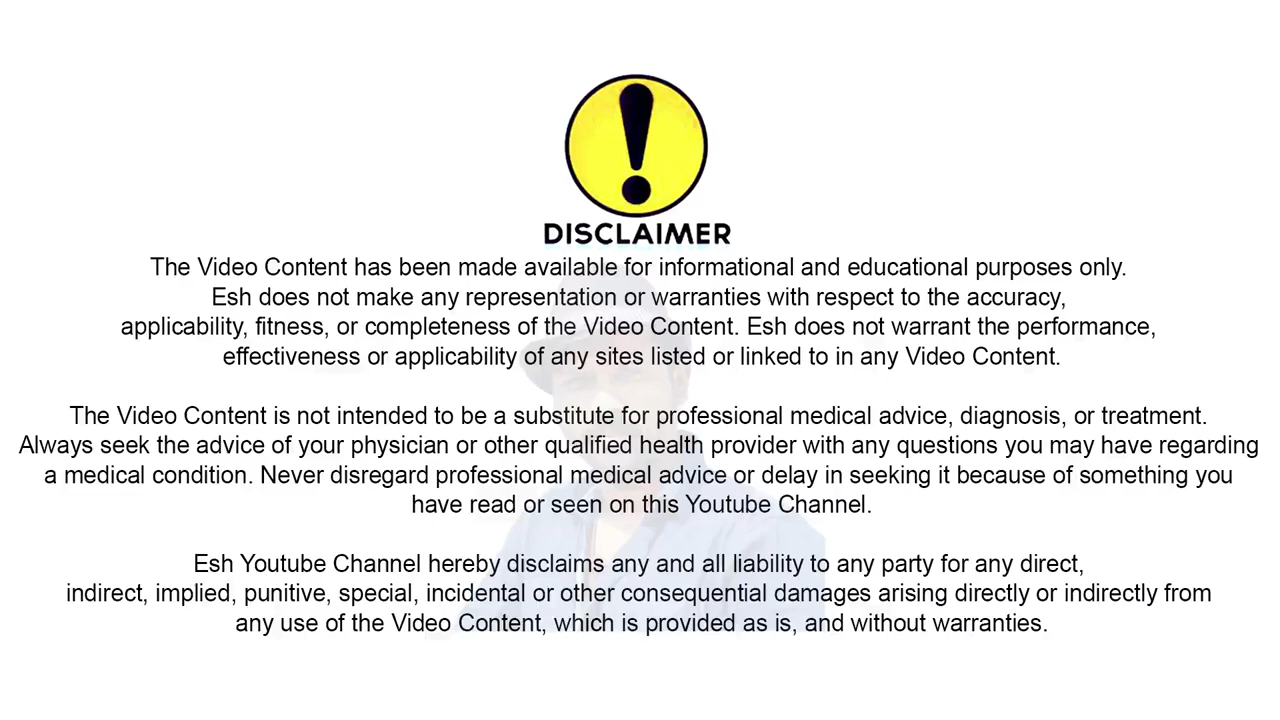 DISCLAIMER
The Video Content has been made available for informational and educational purposes only.
Esh does not make any representation or warranties with respect to the accuracy,
applicability, fitness, or completeness of the Video Content. Esh does not warrant the performance,
effectiveness or applicability of any sites listed or linked to in any Video Content.
The Video Content is not intended to be a substitute for professional medical advice, diagnosis, or treatment.
Always seek the advice of your physician or other qualified health provider with any questions you may have regarding
a medical condition. Never disregard professional medical advice or delay in seeking it because of something you
have read or seen on this Youtube Channel.
Esh Youtube Channel hereby disclaims any and all liability to any party for any direct,
indirect, implied, punitive, special, incidental or other consequential damages arising directly or indirectly from
any use of the Video Content, which is provided as is, and without warranties.